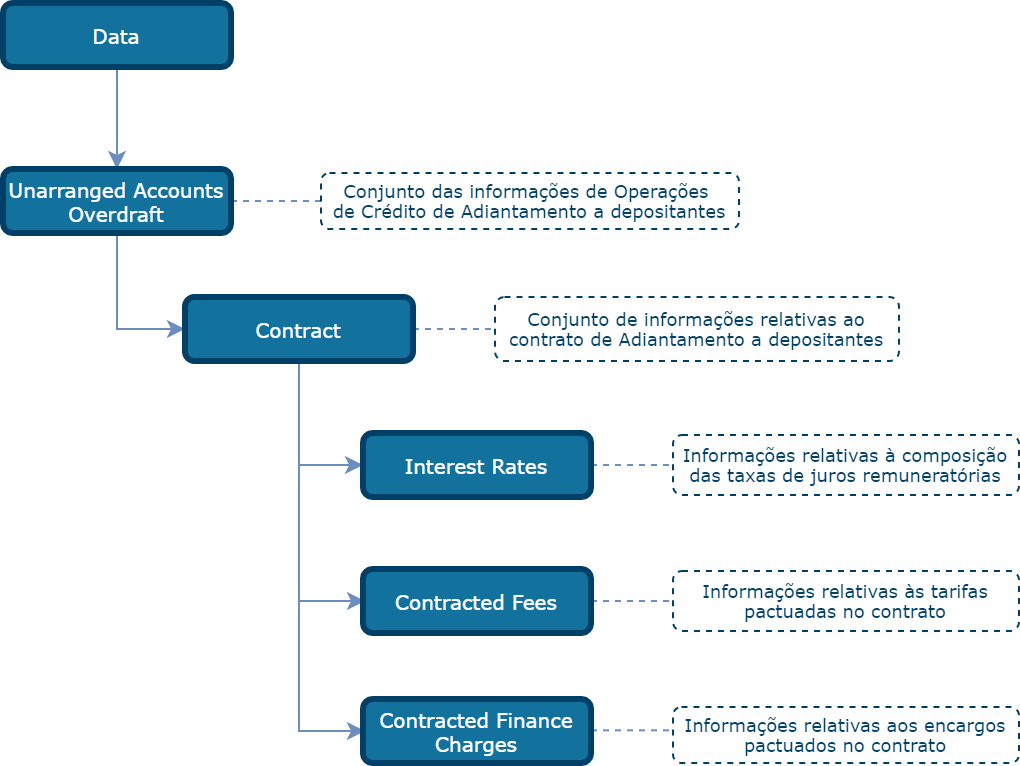 Data
Unarranged Accounts
Overdraft
Conjunto das informações de Operações
de Crédito de Adiantamento a depositantes
Contract
Conjunto de informações relativas ao
contrato de Adiantamento a depositantes
Interest Rates
Informações relativas à composição
das taxas de juros remuneratórias
Contracted Fees
Informações relativas às tarifas
pactuadas no contrato
Contracted Finance
Charges
Informações relativas aos encargos
pactuados no contrato